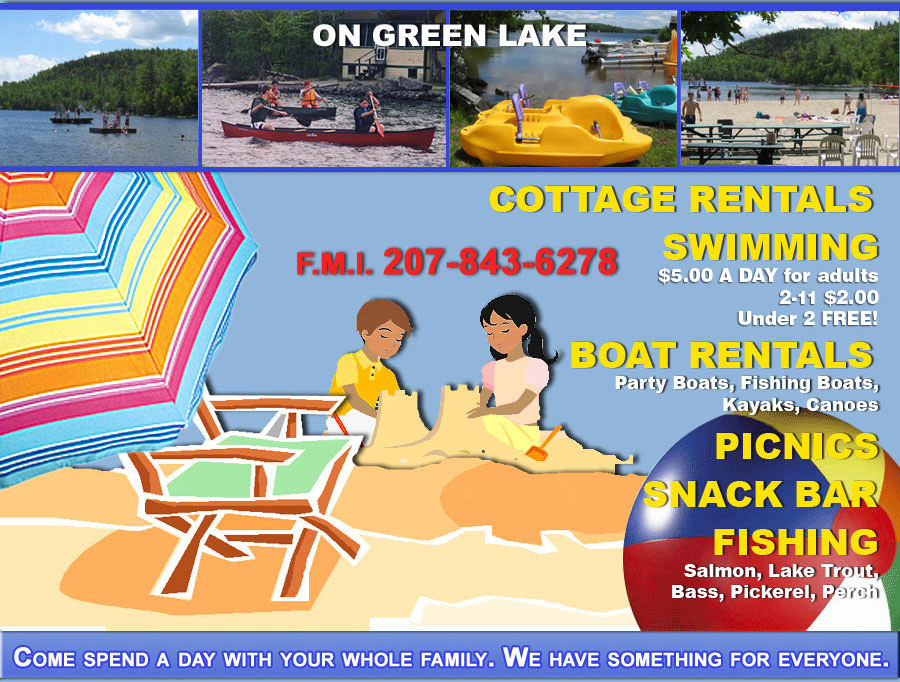 ON GREEN LAKE
COTTAGE RENTALS
SWIMMING
F.M.I. 207-843-6278
$5.00 A DAY for adults
2-11 $2.00
Under 2 FREE!
BOAT RENTALS
Party Boats, Fishing Boats,
Kayaks, Canoes
PICNICS
SNACK BAR
FISHING
Salmon, Lake Trout,
Bass, Pickerel, Perch
COME SPEND A DAY WITH YOUR WHOLE FAMILY. WE HAVE SOMETHING FOR EVERYONE.